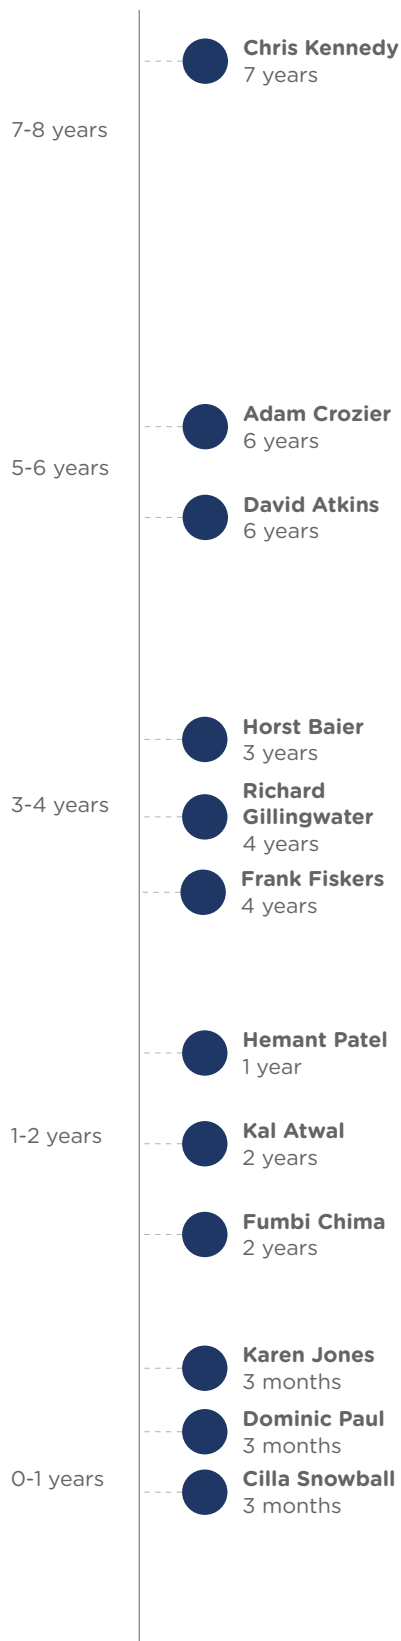 Chris Kennedy
7 years
7-8 years
Adam Crozier
6 years
5-6 years
David Atkins
6 years
Horst Baier
3 years
Richard
Gillingwater
4 years
3-4 years
Frank Fiskers
4 years
Hemant Patel
1 year
Kal Atwal
2 years
1-2 years
Fumbi Chima
2 years
Karen Jones
3 months
Dominic Paul
3 months
Cilla Snowball
3 months
0-1 years